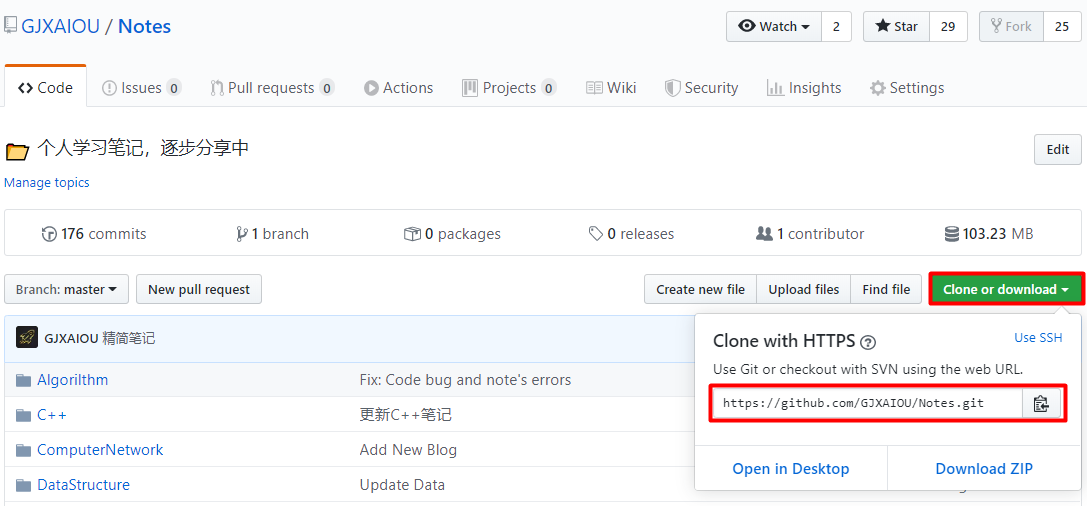 GJXAIOU / Notes
Watch 2 Star 29 Fork 25
Code Issues 0 Pull requests 0 Actions Projects 0 Wiki Security Insights Settings
个人学习笔记，逐步分享中 Edit
Manage topics
176 commits 1 branch 0 packages 0 releases 1 contributor 103.23 MB
Branch: master New pull request Create new file Upload files Find file Clone or download
GJXAIOU 精简笔记
Clone with HTTPS ? Use SSH
Use Git or checkout with SVN using the web URL.
https://github.com/GJXAIOU/Notes.git
Open in Desktop Download ZIP
Algorilthm Fix: Code bug and note's errors
C++ 更新C++笔记
ComputerNetwork Add New Blog
DataStructure Update Data